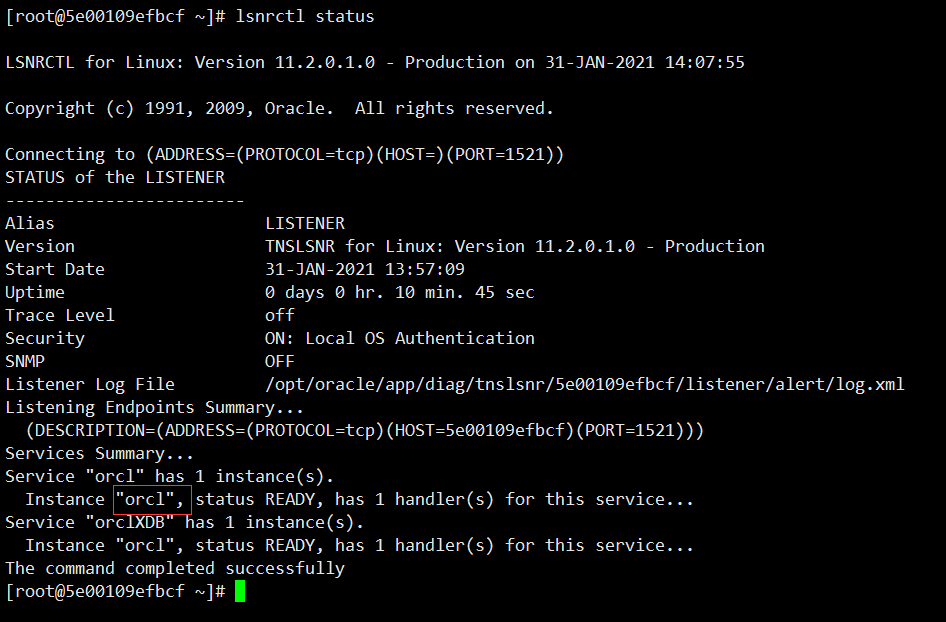 [root@5e00109efbcf ~]# lsnrctl status
LSNRCTL for Linux: Version 11.2.0.1.0 - Production on 31-JAN-2021 14:07:55
Copyright (c) 1991, 2009, Oracle.  All rights reserved.
Connecting to (ADDRESS=(PROTOCOL=tcp)(HOST=)(PORT=1521))
STATUS of the LISTENER
------------------------
Alias                     LISTENER
Version                   TNSLSNR for Linux: Version 11.2.0.1.0 - Production
Start Date                31-JAN-2021 13:57:09
Uptime                    0 days 0 hr. 10 min. 45 sec
Trace Level               off
Security                  ON: Local OS Authentication
SNMP                      OFF
Listener Log File         /opt/oracle/app/diag/tnslsnr/5e00109efbcf/listener/alert/log.xml
Listening Endpoints Summary...
  (DESCRIPTION=(ADDRESS=(PROTOCOL=tcp)(HOST=5e00109efbcf)(PORT=1521)))
Services Summary...
Service "orcl" has 1 instance(s).
  Instance "orcl", status READY, has 1 handler(s) for this service...
Service "orclXDB" has 1 instance(s).
  Instance "orcl", status READY, has 1 handler(s) for this service...
The command completed successfully
[root@5e00109efbcf ~]#